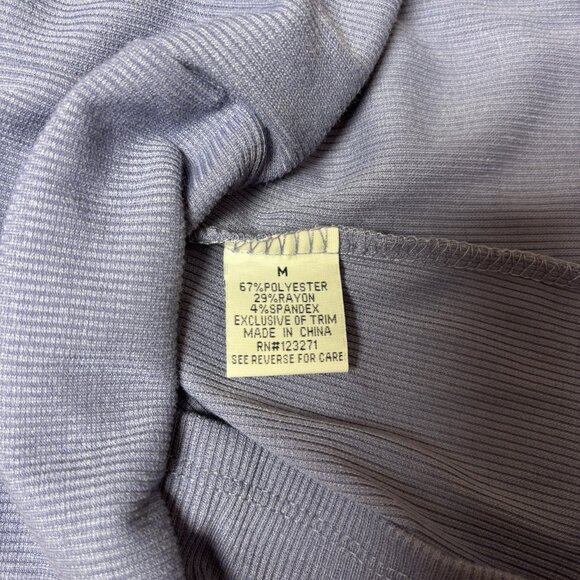 M
67%POLYESTER
29%RAYON
4%SPANDEX
EXCLUSIVE OF TRIM
MADE IN CHINA
RN#123271
SEE REVERSE FOR CARE